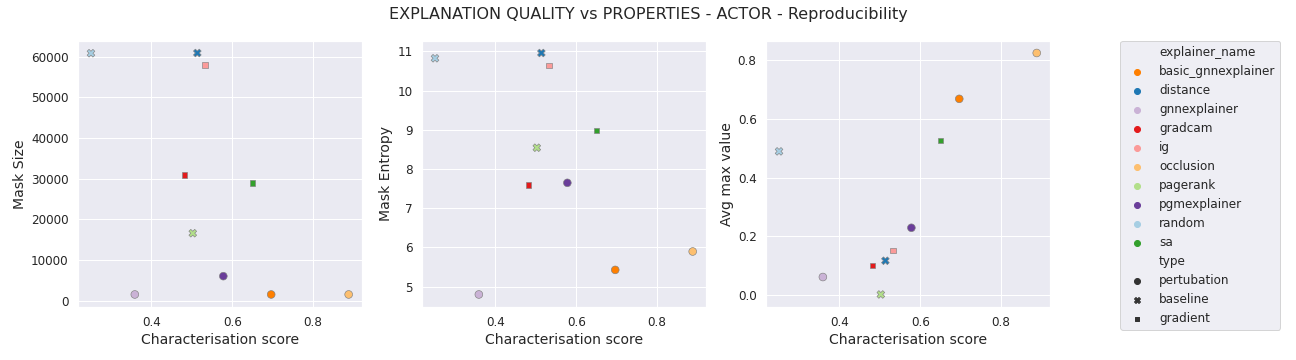 EXPLANATION QUALITY vs PROPERTIES - ACTOR - Reproducibility
Mask Size
60000
50000
40000
30000
20000
10000
0
0.4 0.6 0.8
Characterisation score
Mask Entropy
11
10
9
8
7
6
5
0.4 0.6 0.8
Characterisation score
Avg max value
0.8
0.6
0.4
0.2
0.0
0.4 0.6 0.8
Characterisation score
explainer_name
basic_gnnexplainer
distance
gnnexplainer
gradcam
ig
occlusion
pagerank
pgmexplainer
random
sa
type
pertubation
baseline
gradient